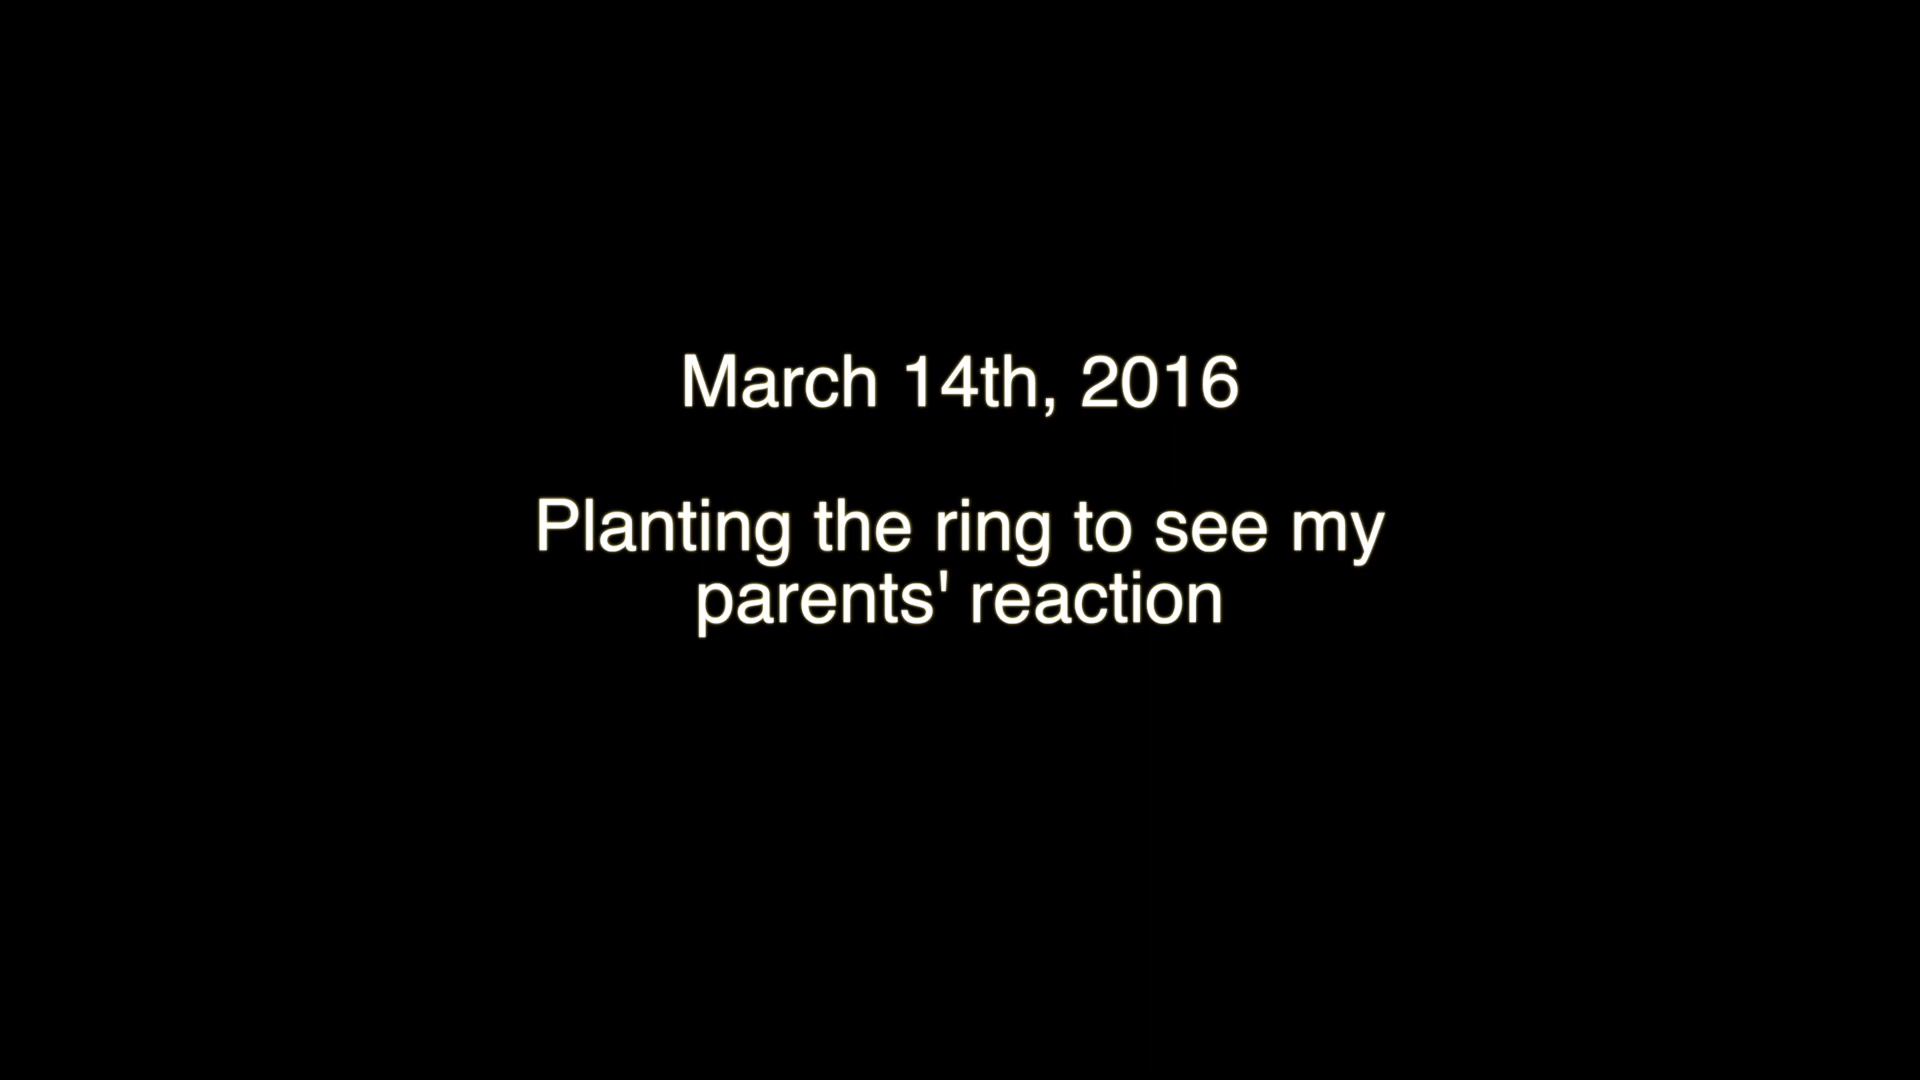 March 14th, 2016
Planting the ring to see my
parents' reaction